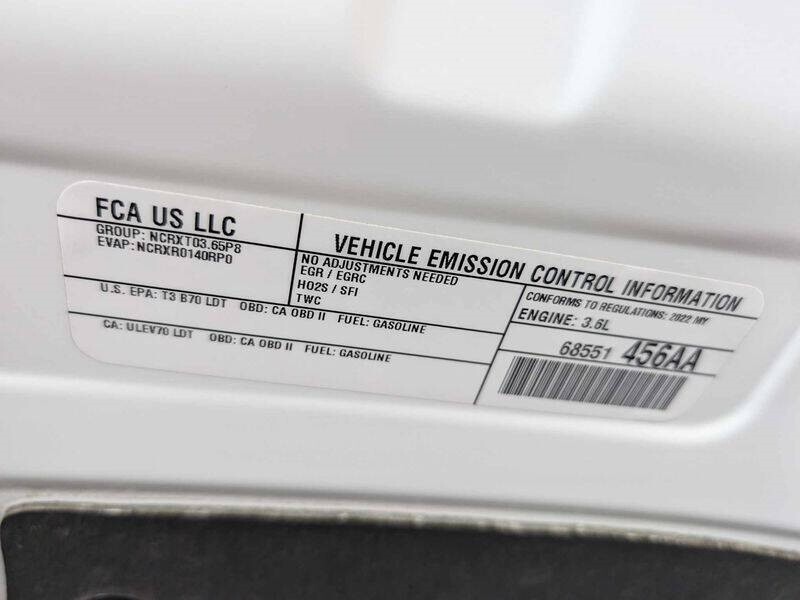 FCA US LLC
GROUP: NCRXT03.65P8
EVAP: NCRXR0140RP0
VEHICLE EMISSION CONTROL INFORMATION
NO ADJUSTMENTS NEEDED
EGR / EGRC
HO2S / SFI
TWC
CONFORMS TO REGULATIONS: 2022 MY
ENGINE: 3.6L
U.S. EPA: T3 B70 LDT OBD: CA OBD II FUEL: GASOLINE
CA: ULEV70 LDT OBD: CA OBD II FUEL: GASOLINE
68551 456AA